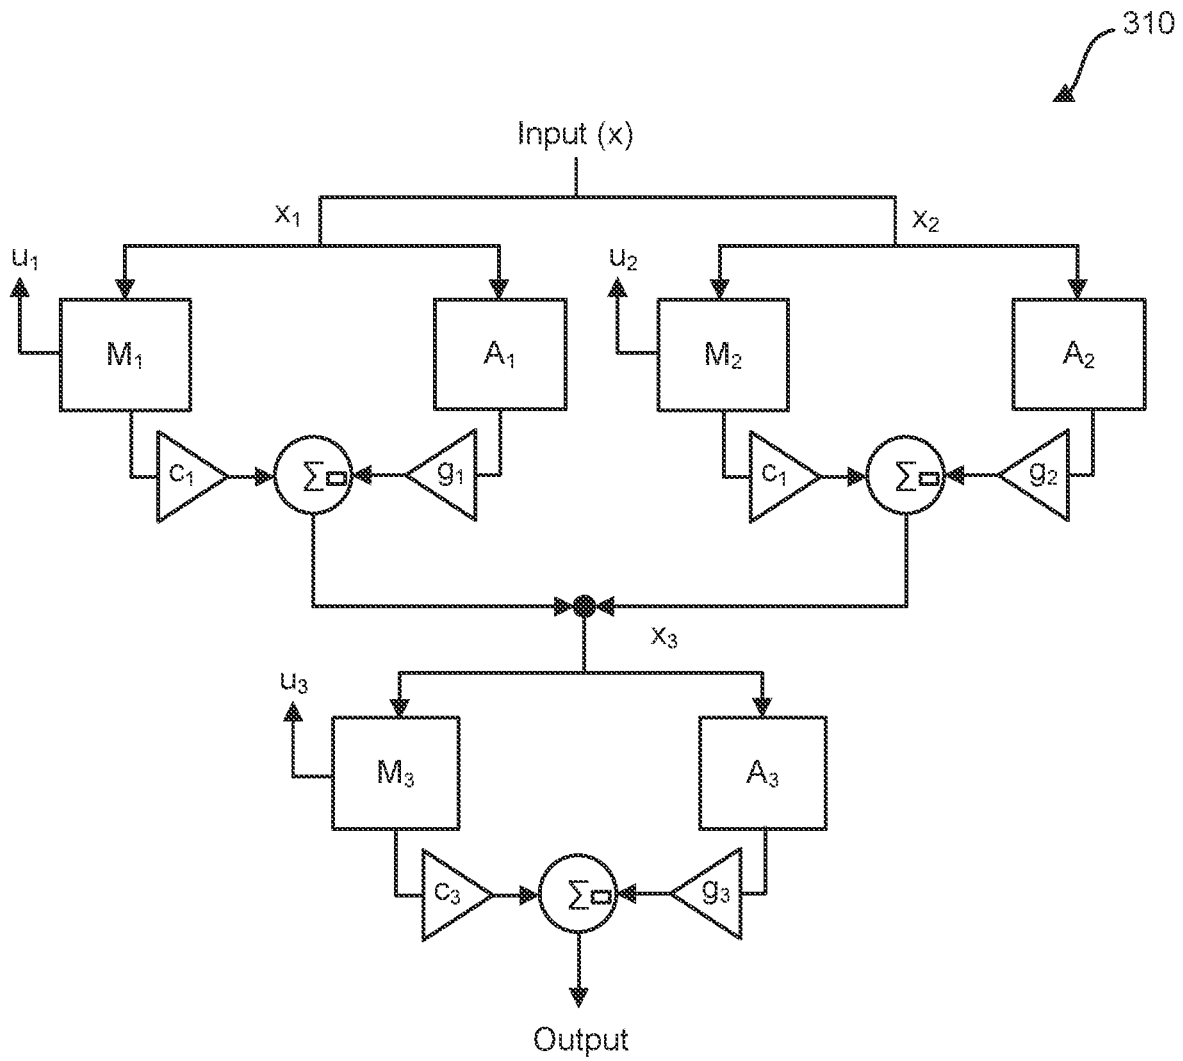 310
Input (x)
x₁
x₂
u₁
u₂
M₁
A₁
M₂
A₂
c₁
Σ
g₁
c₁
Σ
g₂
x₃
u₃
M₃
A₃
c₃
Σ
g₃
Output